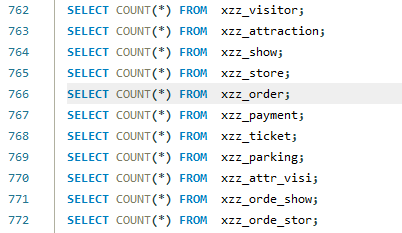 762 SELECT COUNT(*) FROM  xzz_visitor;
763 SELECT COUNT(*) FROM  xzz_attraction;
764 SELECT COUNT(*) FROM  xzz_show;
765 SELECT COUNT(*) FROM  xzz_store;
766 SELECT COUNT(*) FROM  xzz_order;
767 SELECT COUNT(*) FROM  xzz_payment;
768 SELECT COUNT(*) FROM  xzz_ticket;
769 SELECT COUNT(*) FROM  xzz_parking;
770 SELECT COUNT(*) FROM  xzz_attr_visi;
771 SELECT COUNT(*) FROM  xzz_orde_show;
772 SELECT COUNT(*) FROM  xzz_orde_stor;